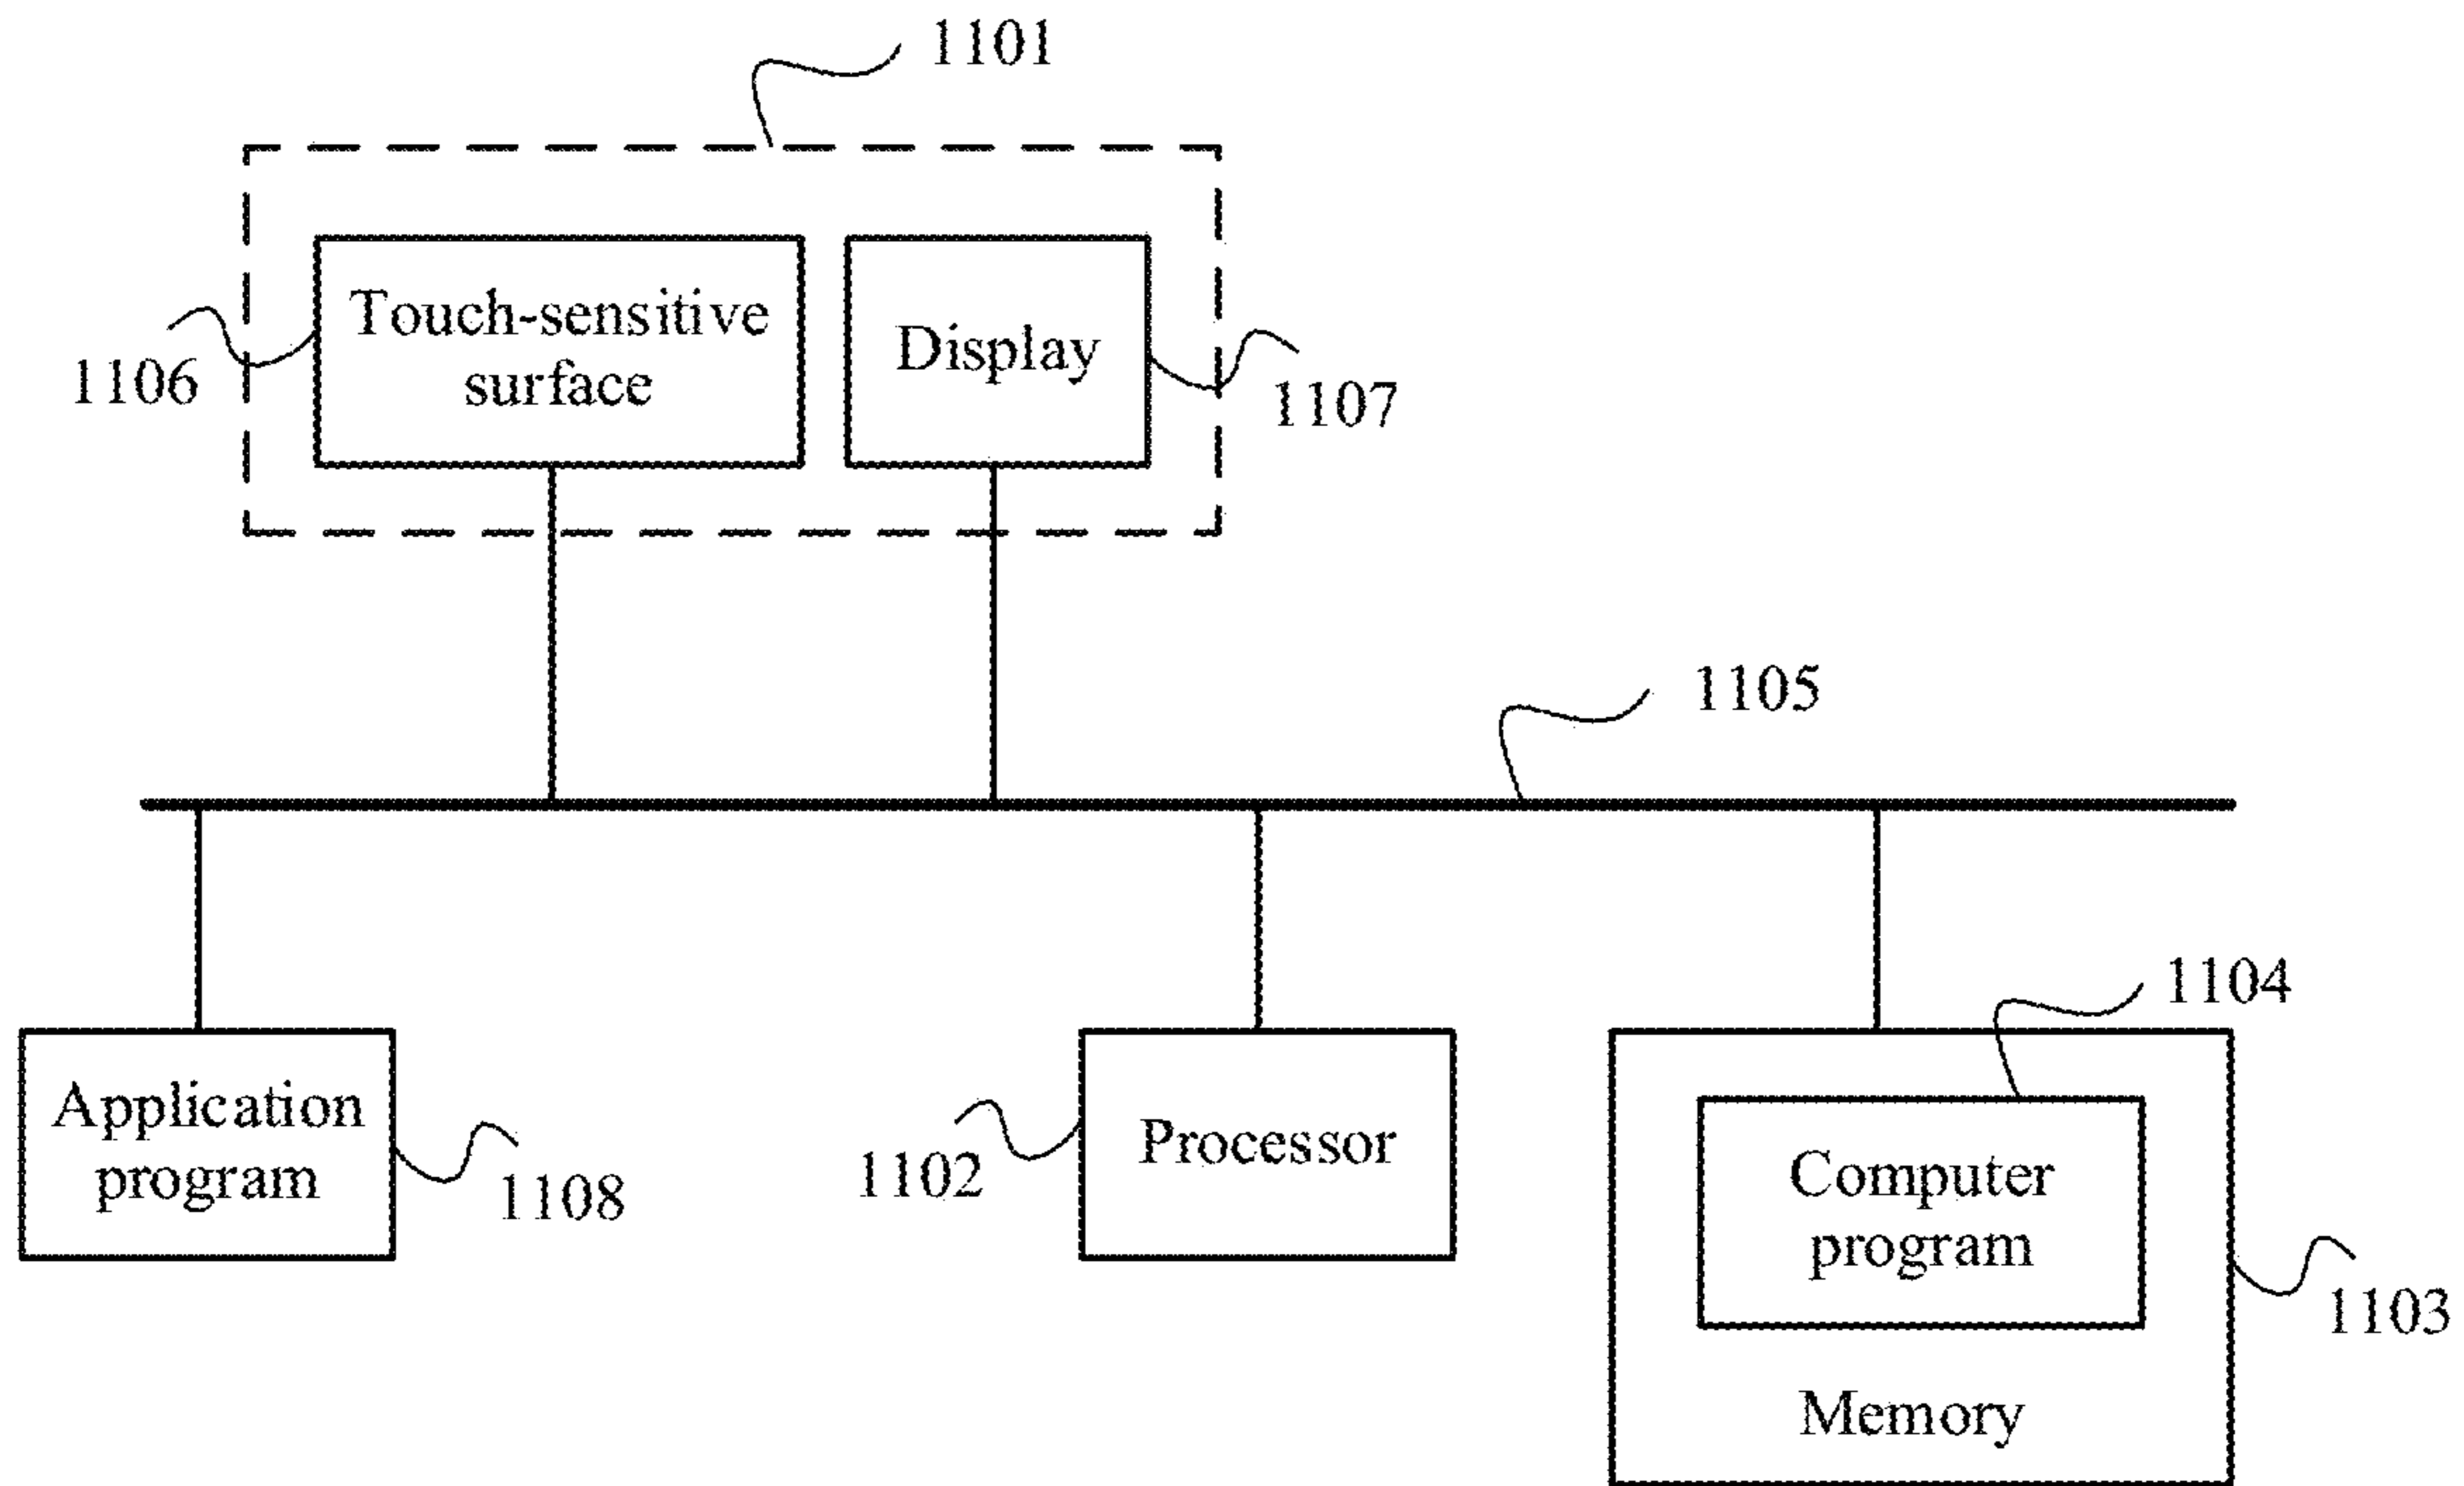 1101
Touch-sensitive
surface
Display
1106
1107
1105
Application
program
1108
1102
Processor
1104
Computer
program
1103
Memory